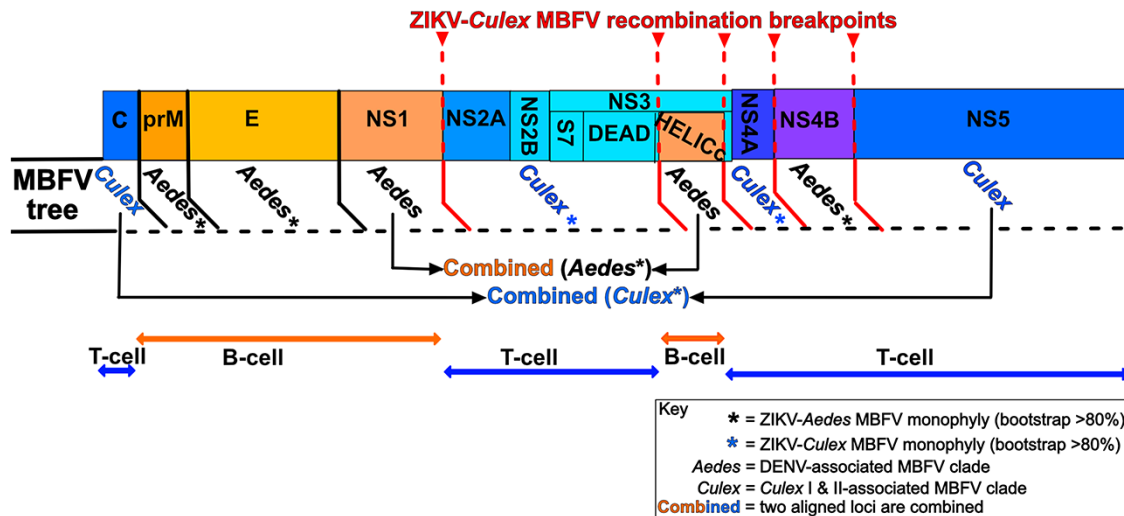 ZIKV-Culex MBFV recombination breakpoints
C prM E NS1 NS2A NS2B NS3 S7 DEAD HELICc NS4A NS4B NS5
MBFV tree
Culex Aedes* Aedes* Aedes Culex* Aedes Culex* Aedes* Culex
Combined (Aedes*)
Combined (Culex*)
T-cell B-cell T-cell B-cell T-cell
Key
* = ZIKV-Aedes MBFV monophyly (bootstrap >80%)
* = ZIKV-Culex MBFV monophyly (bootstrap >80%)
Aedes = DENV-associated MBFV clade
Culex = Culex I & II-associated MBFV clade
Combined = two aligned loci are combined